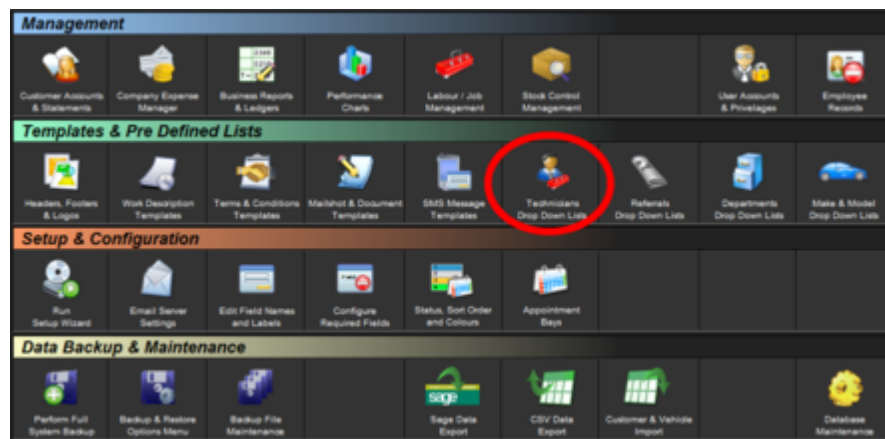 Management
Customer Accounts
& Statements
Company Expense
Manager
Business Reports
& Ledgers
Performance
Charts
Labour / Job
Management
Stock Control
Management
User Accounts
& Privilages
Employee
Records
Templates & Pre Defined Lists
Headers, Footers
& Logos
Work Description
Templates
Terms & Conditions
Templates
Mailshot & Document
Templates
SMS Message
Templates
Technicians
Drop Down Lists
Referrals
Drop Down Lists
Departments
Drop Down Lists
Make & Model
Drop Down Lists
Setup & Configuration
Run
Setup Wizard
Email Server
Settings
Edit Field Names
and Labels
Configure
Required Fields
Status, Sort Order
and Colours
Appointment
Bays
Data Backup & Maintenance
Perform Full
System Backup
Backup & Restore
Options Menu
Backup File
Maintenance
sage
Sage Data
Export
CSV Data
Export
Customer & Vehicle
Import
Database
Maintenance